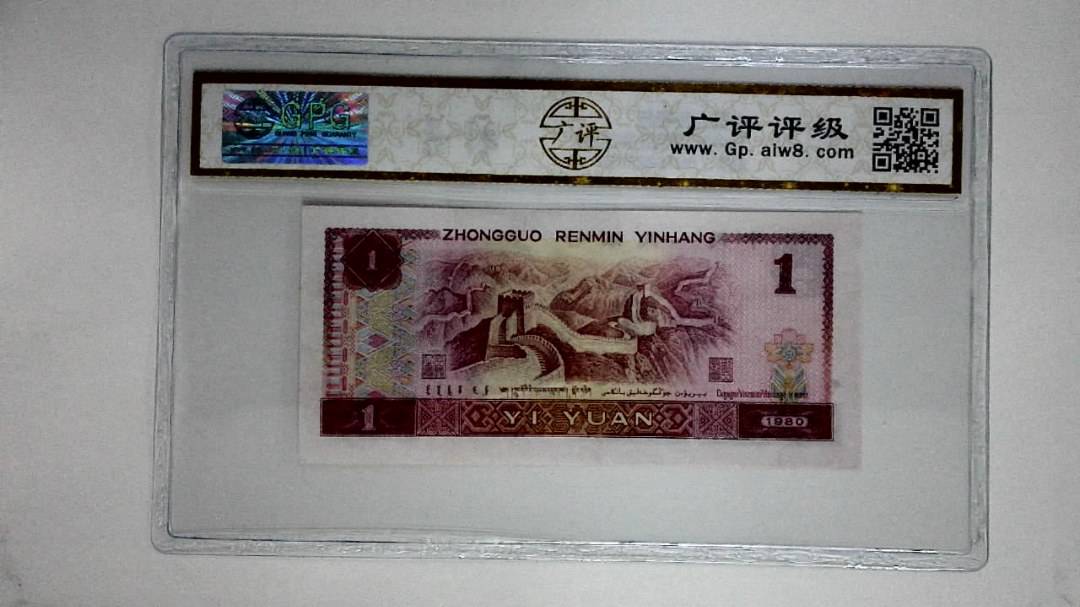 GPG
广评
广评评级
www.Gp.alw8.com
ZHONGGUO RENMIN YINHANG
1
1
1
YI YUAN
1980